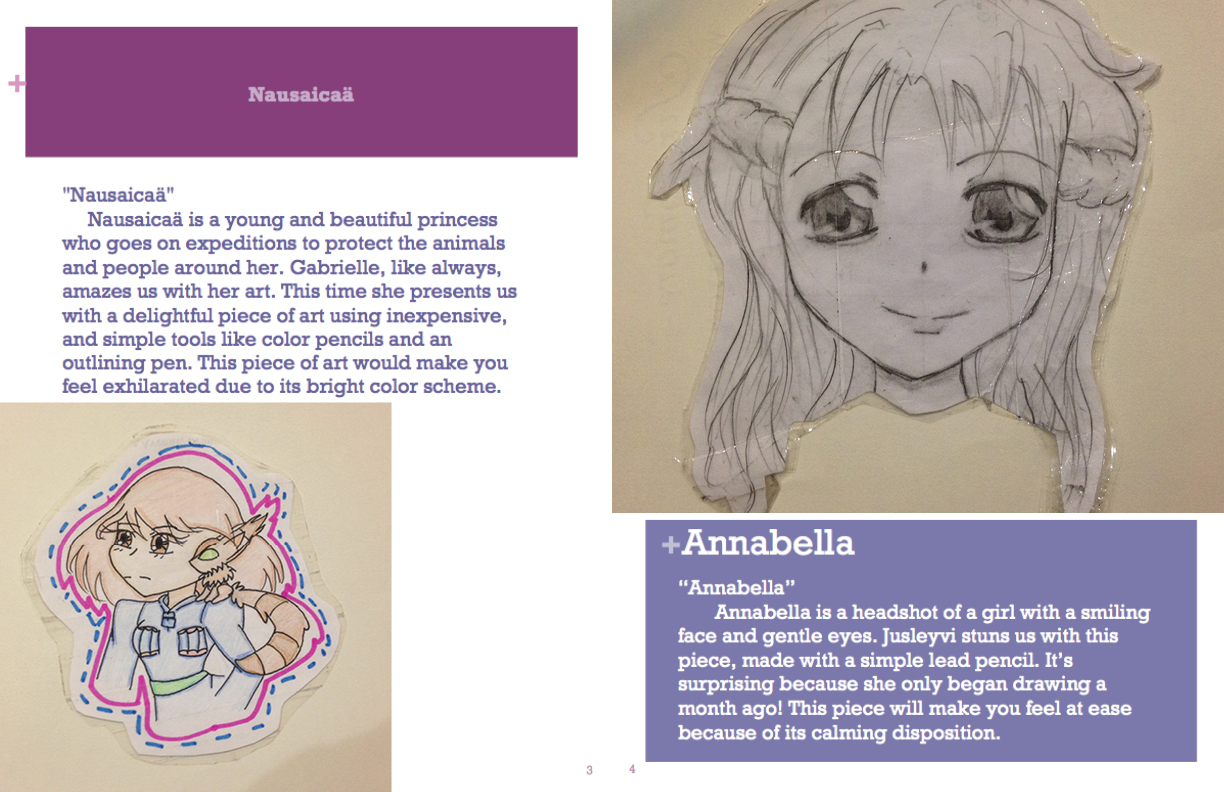 +
Nausaicaä
"Nausaicaä"
Nausaicaä is a young and beautiful princess
who goes on expeditions to protect the animals
and people around her. Gabrielle, like always,
amazes us with her art. This time she presents us
with a delightful piece of art using inexpensive,
and simple tools like color pencils and an
outlining pen. This piece of art would make you
feel exhilarated due to its bright color scheme.
3
+Annabella
“Annabella”
Annabella is a headshot of a girl with a smiling
face and gentle eyes. Jusleyvi stuns us with this
piece, made with a simple lead pencil. It’s
surprising because she only began drawing a
month ago! This piece will make you feel at ease
because of its calming disposition.
4